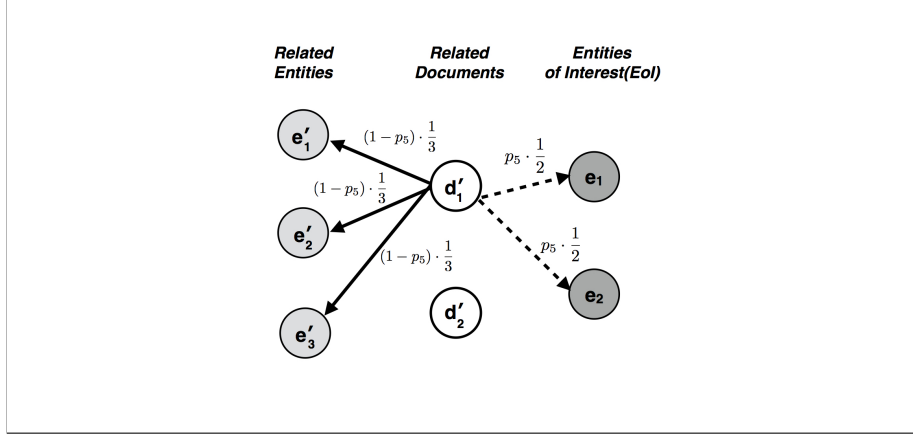 Related Entities
Related Documents
Entities of Interest(EoI)
e′₁
(1 − p₅) · 1/3
d′₁
p₅ · 1/2
e₁
(1 − p₅) · 1/3
e′₂
(1 − p₅) · 1/3
p₅ · 1/2
e₂
e′₃
d′₂